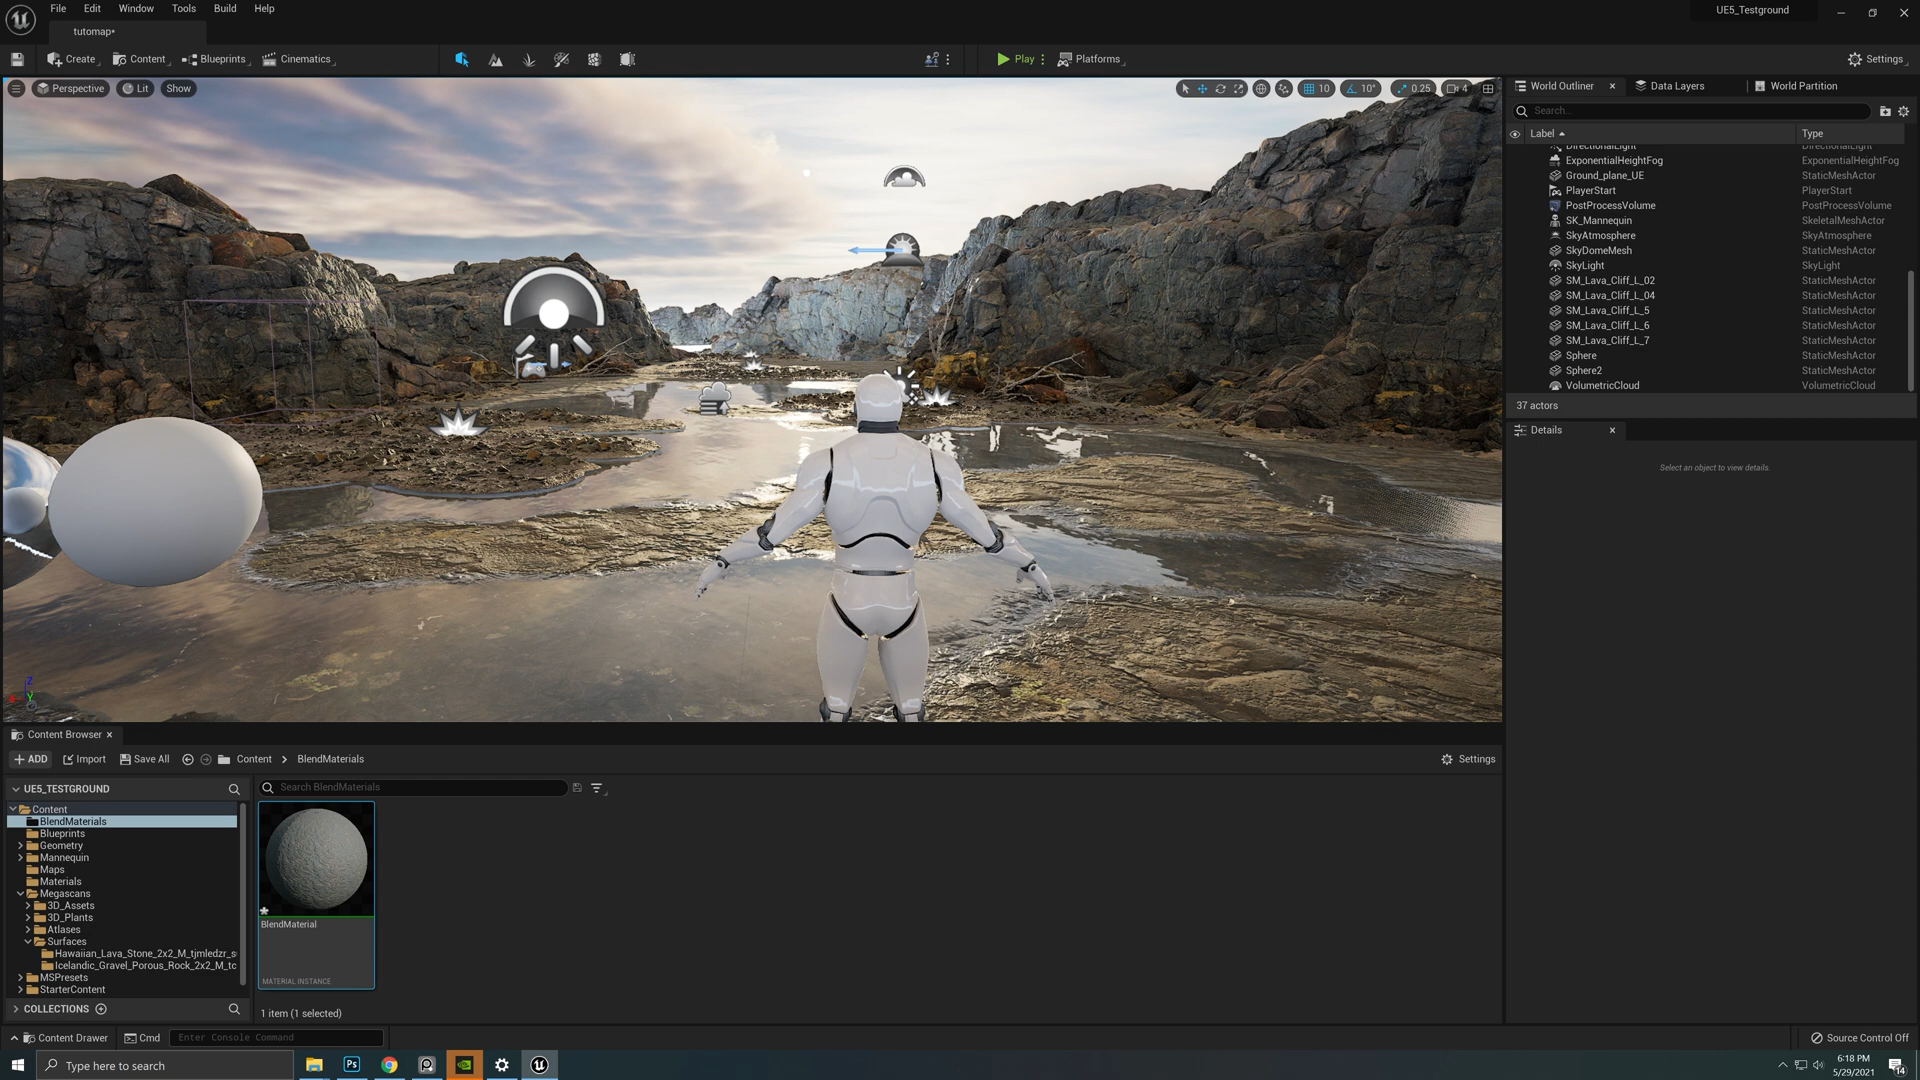 File Edit Window Tools Build Help
UE5_Testground
tutomap*
Create Content Blueprints Cinematics
Play Platforms
Settings
Perspective Lit Show
10 10° 0.25 4
World Outliner Data Layers World Partition
Search...
Label Type
DirectionalLight DirectionalLight
ExponentialHeightFog ExponentialHeightFog
Ground_plane_UE StaticMeshActor
PlayerStart PlayerStart
PostProcessVolume PostProcessVolume
SK_Mannequin SkeletalMeshActor
SkyAtmosphere SkyAtmosphere
SkyDomeMesh StaticMeshActor
SkyLight SkyLight
SM_Lava_Cliff_L_02 StaticMeshActor
SM_Lava_Cliff_L_04 StaticMeshActor
SM_Lava_Cliff_L_5 StaticMeshActor
SM_Lava_Cliff_L_6 StaticMeshActor
SM_Lava_Cliff_L_7 StaticMeshActor
Sphere StaticMeshActor
Sphere2 StaticMeshActor
VolumetricCloud VolumetricCloud
37 actors
Details
Select an object to view details.
Z
Y
Content Browser
+ ADD Import Save All Content > BlendMaterials
Settings
UE5_TESTGROUND
Search BlendMaterials
Content
BlendMaterials
Blueprints
Geometry
Mannequin
Maps
Materials
Megascans
3D_Assets
3D_Plants
Atlases
Surfaces
Hawaiian_Lava_Stone_2x2_M_tjmledzr_s
Icelandic_Gravel_Porous_Rock_2x2_M_tc
MSPresets
StarterContent
COLLECTIONS
BlendMaterial
MATERIAL INSTANCE
1 item (1 selected)
Content Drawer Cmd Enter Console Command
Source Control Off
Type here to search
Ps
6:18 PM
5/29/2021
14